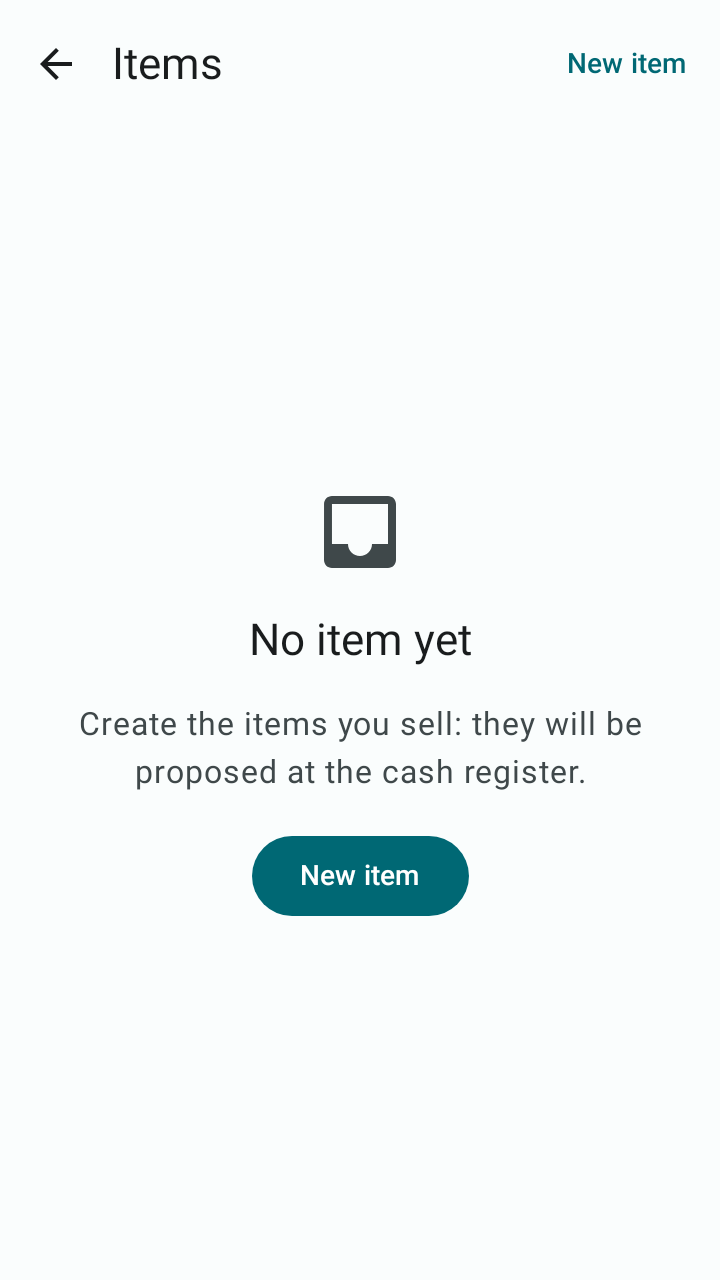 Items
New item
No item yet
Create the items you sell: they will be
proposed at the cash register.
New item